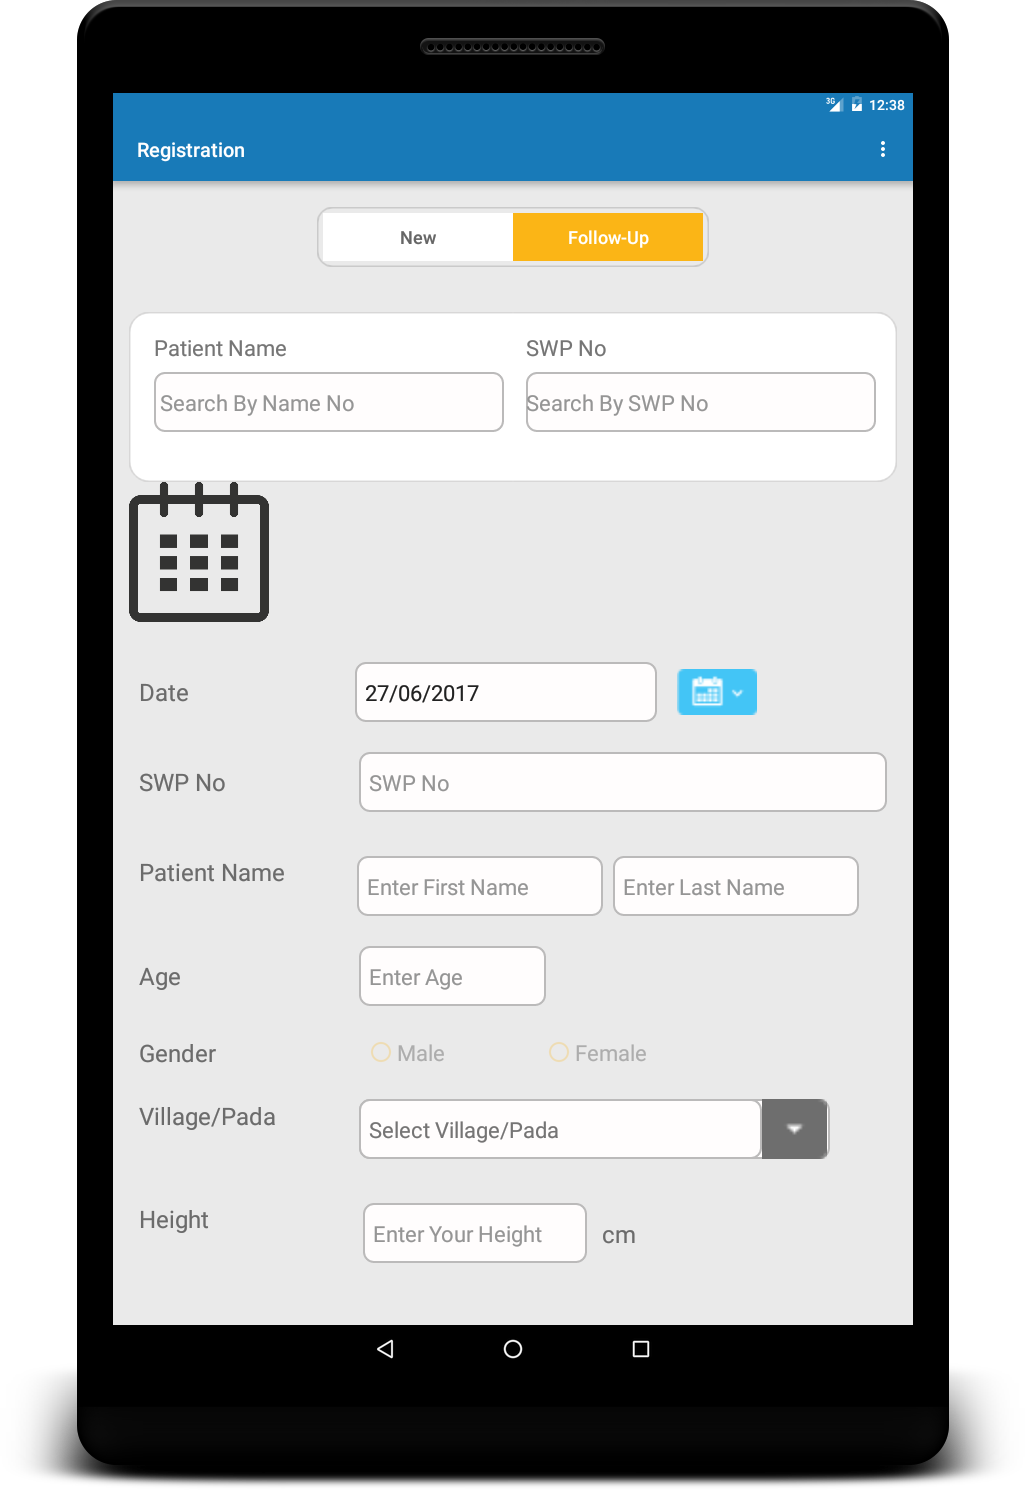 3G 12:38
Registration
New Follow-Up
Patient Name SWP No
Search By Name No Search By SWP No
Date 27/06/2017
SWP No SWP No
Patient Name Enter First Name Enter Last Name
Age Enter Age
Gender Male Female
Village/Pada Select Village/Pada
Height Enter Your Height cm